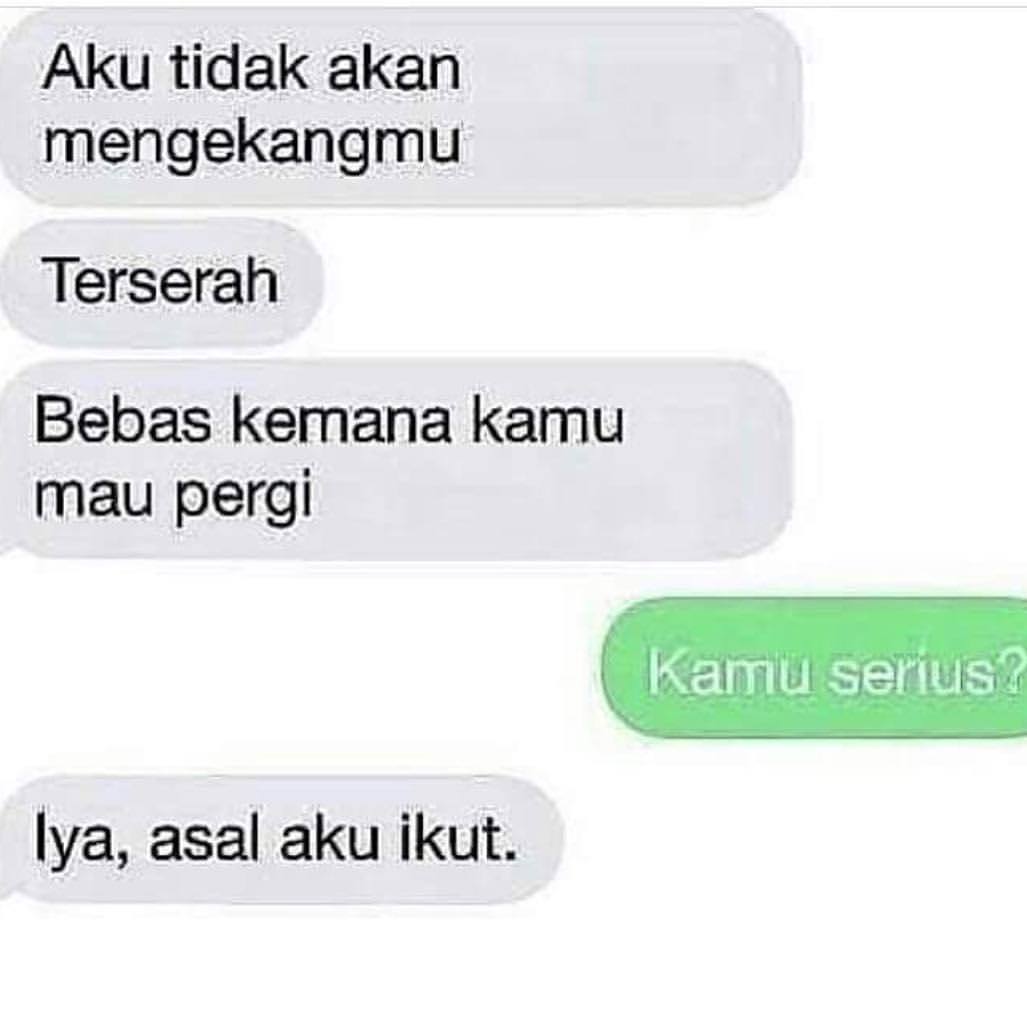 Aku tidak akan
mengekangmu
Terserah
Bebas kemana kamu
mau pergi
Kamu serius?
Iya, asal aku ikut.